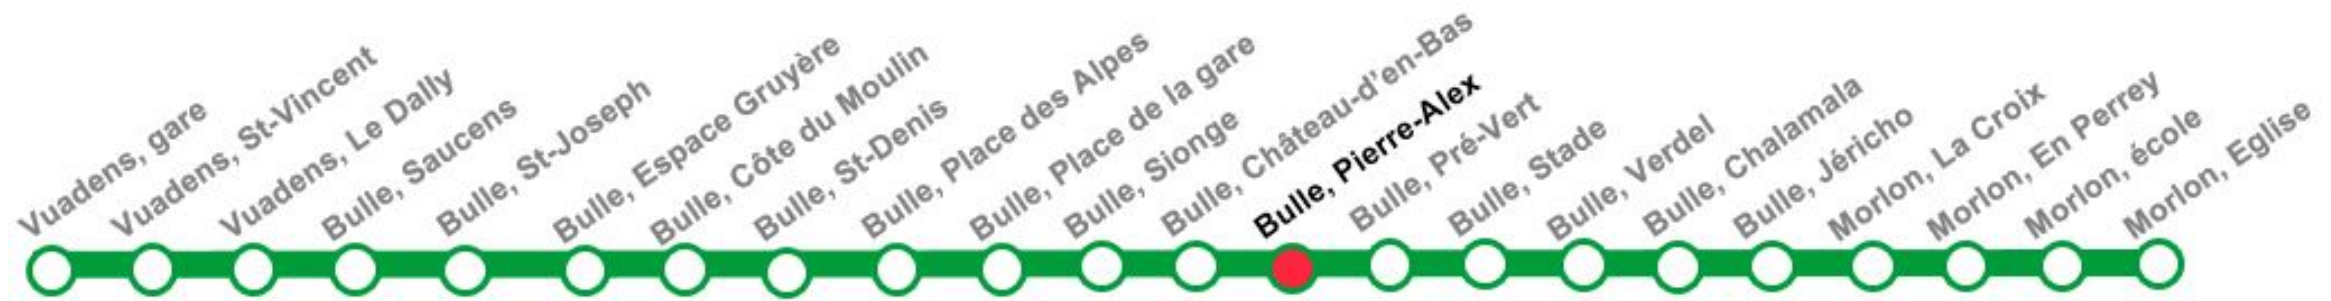 Vuadens, gare
Vuadens, St-Vincent
Vuadens, Le Dally
Bulle, Saucens
Bulle, St-Joseph
Bulle, Espace Gruyère
Bulle, Côte du Moulin
Bulle, St-Denis
Bulle, Place des Alpes
Bulle, Place de la gare
Bulle, Sionge
Bulle, Château-d'en-Bas
Bulle, Pierre-Alex
Bulle, Pré-Vert
Bulle, Stade
Bulle, Verdel
Bulle, Chalamala
Bulle, Jéricho
Morlon, La Croix
Morlon, En Perrey
Morlon, école
Morlon, Eglise